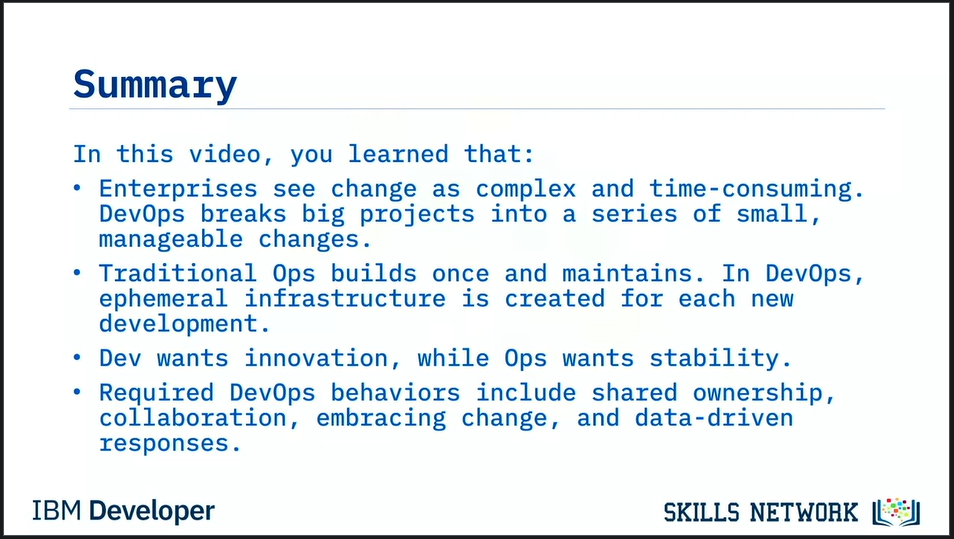 Summary
In this video, you learned that:
• Enterprises see change as complex and time-consuming.
DevOps breaks big projects into a series of small,
manageable changes.
• Traditional Ops builds once and maintains. In DevOps,
ephemeral infrastructure is created for each new
development.
• Dev wants innovation, while Ops wants stability.
• Required DevOps behaviors include shared ownership,
collaboration, embracing change, and data-driven
responses.
IBM Developer
SKILLS NETWORK